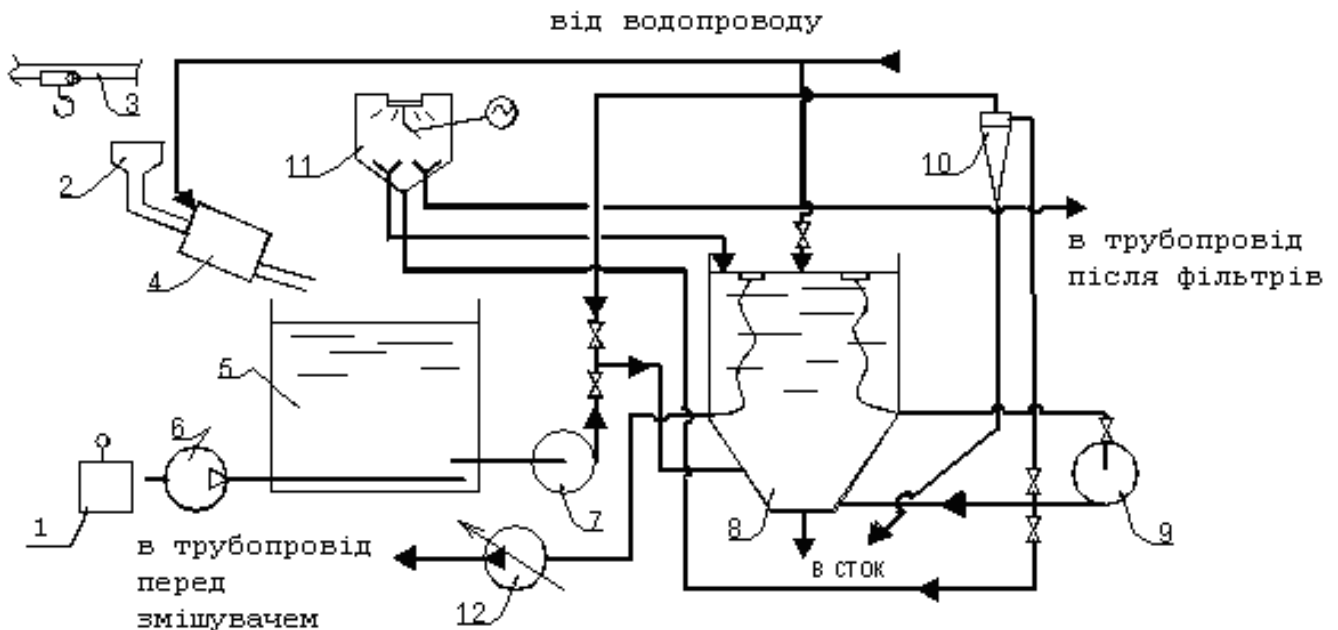 від водопроводу
3
11
10
2
в трубопровід
після фільтрів
4
5
6
1
7
8
9
в трубопровід
перед
змішувачем
12
В СТОК